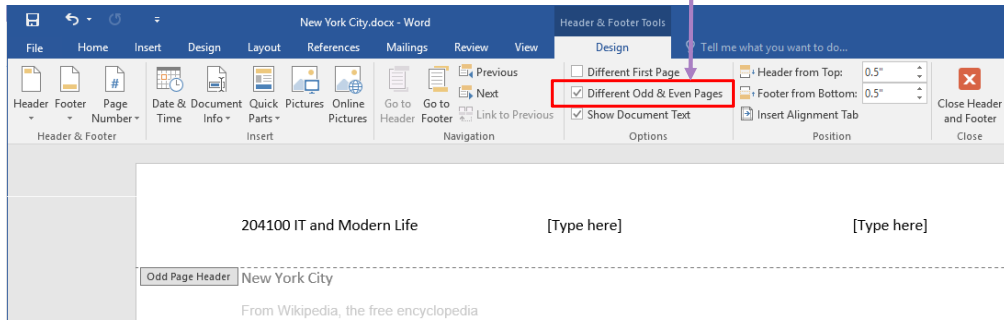 New York City.docx - Word
Header & Footer Tools
File Home Insert Design Layout References Mailings Review View Design Tell me what you want to do...
Header Footer Page Number
Date & Time Document Info Quick Parts Pictures Online Pictures
Go to Header Go to Footer
Previous
Next
Link to Previous
Different First Page
Different Odd & Even Pages
Show Document Text
Header from Top: 0.5"
Footer from Bottom: 0.5"
Insert Alignment Tab
Close Header and Footer
Header & Footer Insert Navigation Options Position Close
204100 IT and Modern Life [Type here] [Type here]
Odd Page Header
New York City
From Wikipedia, the free encyclopedia